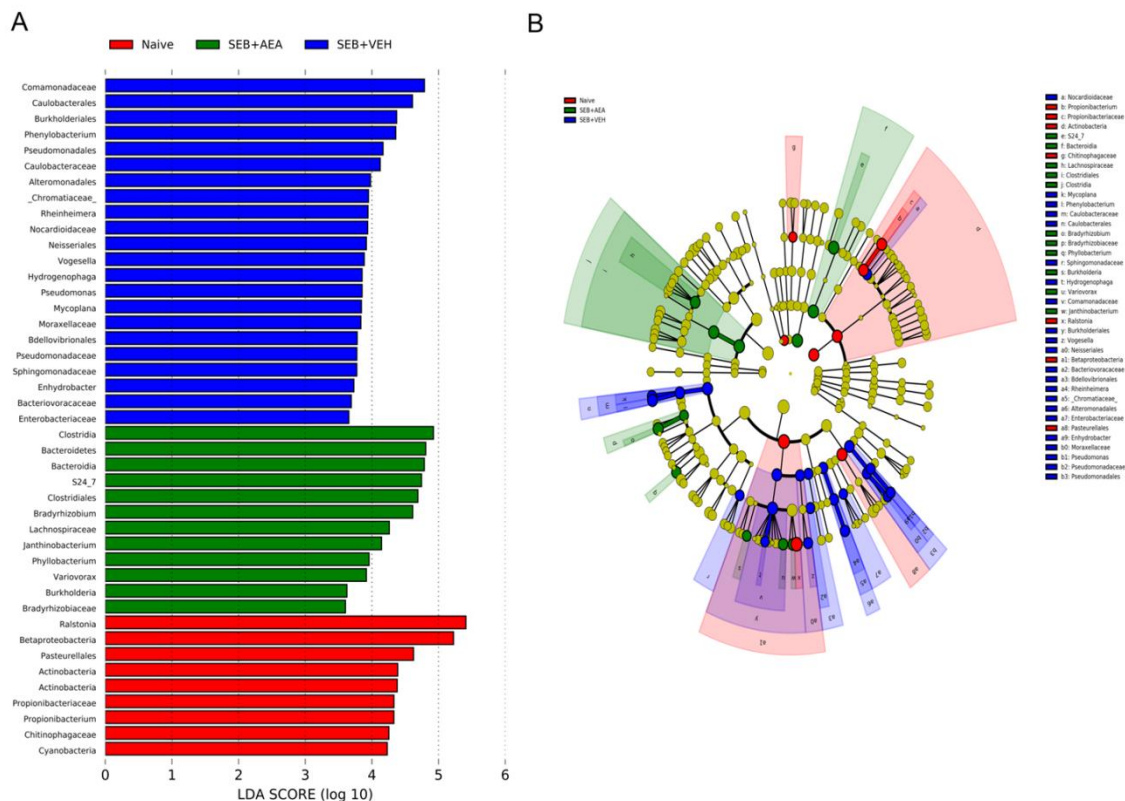 A
Naive SEB+AEA SEB+VEH
Comamonadaceae
Caulobacterales
Burkholderiales
Phenylobacterium
Pseudomonadales
Caulobacteraceae
Alteromonadales
_Chromatiaceae_
Rheinheimera
Nocardioidaceae
Neisseriales
Vogesella
Hydrogenophaga
Pseudomonas
Mycoplana
Moraxellaceae
Bdellovibrionales
Pseudomonadaceae
Sphingomonadaceae
Enhydrobacter
Bacteriovoracaceae
Enterobacteriaceae
Clostridia
Bacteroidetes
Bacteroidia
S24_7
Clostridiales
Bradyrhizobium
Lachnospiraceae
Janthinobacterium
Phyllobacterium
Variovorax
Burkholderia
Bradyrhizobiaceae
Ralstonia
Betaproteobacteria
Pasteurellales
Actinobacteria
Actinobacteria
Propionibacteriaceae
Propionibacterium
Chitinophagaceae
Cyanobacteria
0 1 2 3 4 5 6
LDA SCORE (log 10)
B
Naive
SEB+AEA
SEB+VEH
a: Nocardioidaceae
b: Propionibacterium
c: Propionibacteriaceae
d: Actinobacteria
e: S24_7
f: Bacteroidia
g: Chitinophagaceae
h: Lachnospiraceae
i: Clostridiales
j: Clostridia
k: Mycoplana
l: Phenylobacterium
m: Caulobacteraceae
n: Caulobacterales
o: Bradyrhizobium
p: Bradyrhizobiaceae
q: Phyllobacterium
r: Sphingomonadaceae
s: Burkholderia
t: Hydrogenophaga
u: Variovorax
v: Comamonadaceae
w: Janthinobacterium
x: Ralstonia
y: Burkholderiales
z: Vogesella
a0: Neisseriales
a1: Betaproteobacteria
a2: Bacteriovoracaceae
a3: Bdellovibrionales
a4: Rheinheimera
a5: _Chromatiaceae_
a6: Alteromonadales
a7: Enterobacteriaceae
a8: Pasteurellales
a9: Enhydrobacter
b0: Moraxellaceae
b1: Pseudomonas
b2: Pseudomonadaceae
b3: Pseudomonadales
g
f
e